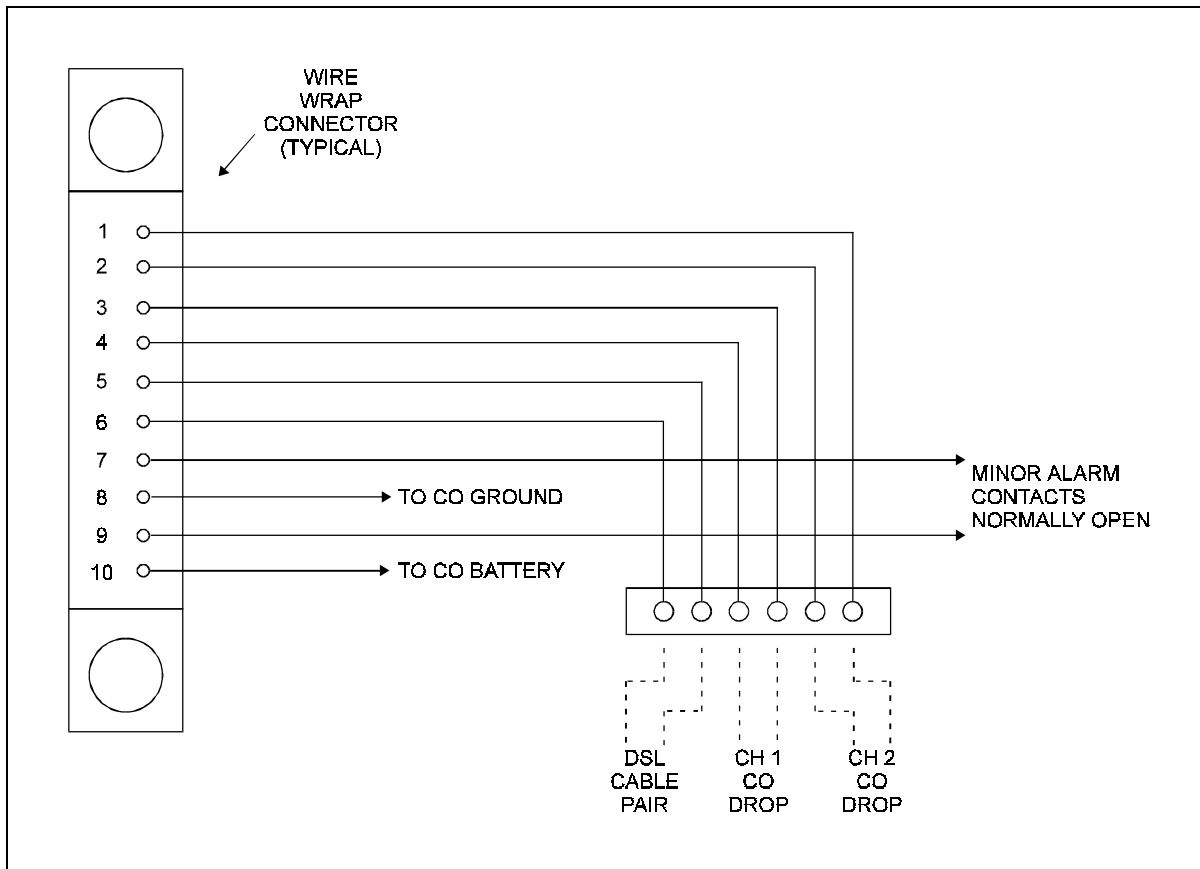 WIRE
WRAP
CONNECTOR
(TYPICAL)
1
2
3
4
5
6
7
8
9
10
TO CO GROUND
TO CO BATTERY
MINOR ALARM
CONTACTS
NORMALLY OPEN
DSL
CABLE
PAIR
CH 1
CO
DROP
CH 2
CO
DROP